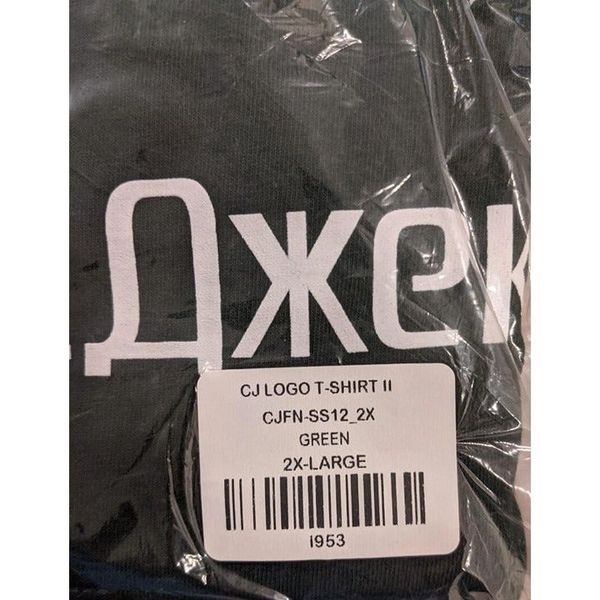 .Джек
CJ LOGO T-SHIRT II
CJFN-SS12_2X
GREEN
2X-LARGE
I953